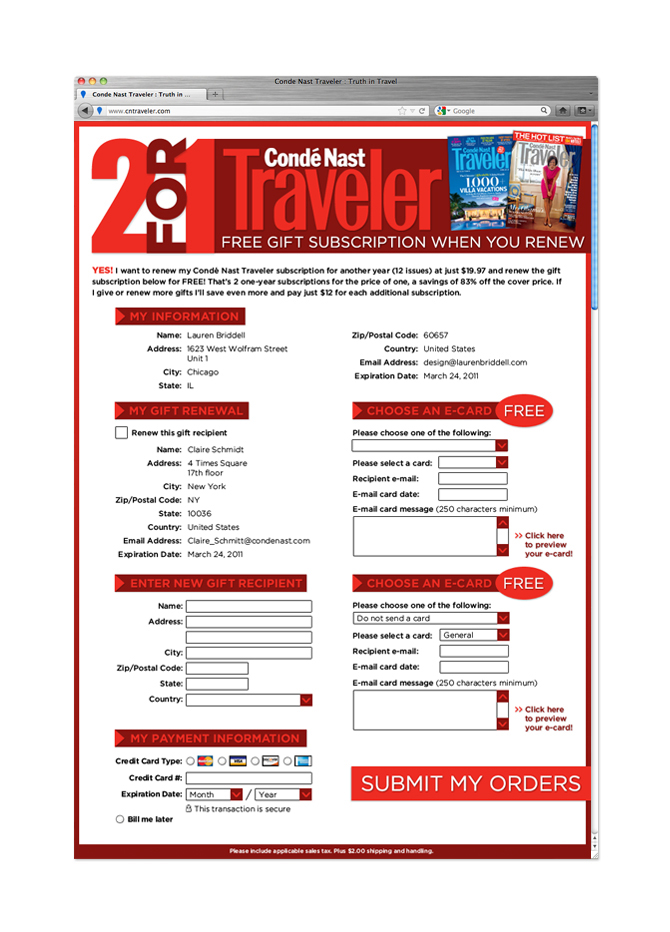 Conde Nast Traveler : Truth in Travel
Conde Nast Traveler : Truth in ...
www.cntraveler.com
Google
2 FOR 1
Condé Nast
Traveler
FREE GIFT SUBSCRIPTION WHEN YOU RENEW
Traveler
1,000
VILLA VACATIONS
THE HOT LIST
Traveler
YES! I want to renew my Condé Nast Traveler subscription for another year (12 issues) at just $19.97 and renew the gift
subscription below for FREE! That's 2 one-year subscriptions for the price of one, a savings of 83% off the cover price. If
I give or renew more gifts I'll save even more and pay just $12 for each additional subscription.
MY INFORMATION
Name: Lauren Briddell
Address: 1623 West Wolfram Street
Unit 1
City: Chicago
State: IL
Zip/Postal Code: 60657
Country: United States
Email Address: design@laurenbriddell.com
Expiration Date: March 24, 2011
MY GIFT RENEWAL
Renew this gift recipient
Name: Claire Schmidt
Address: 4 Times Square
17th floor
City: New York
Zip/Postal Code: NY
State: 10036
Country: United States
Email Address: Claire_Schmitt@condenast.com
Expiration Date: March 24, 2011
CHOOSE AN E-CARD FREE
Please choose one of the following:
Please select a card:
Recipient e-mail:
E-mail card date:
E-mail card message (250 characters minimum)
>> Click here
to preview
your e-card!
ENTER NEW GIFT RECIPIENT
Name:
Address:
City:
Zip/Postal Code:
State:
Country:
CHOOSE AN E-CARD FREE
Please choose one of the following:
Do not send a card
Please select a card: General
Recipient e-mail:
E-mail card date:
E-mail card message (250 characters minimum)
>> Click here
to preview
your e-card!
MY PAYMENT INFORMATION
Credit Card Type: VISA
Credit Card #:
Expiration Date: Month / Year
This transaction is secure
Bill me later
SUBMIT MY ORDERS
Please include applicable sales tax. Plus $2.00 shipping and handling.